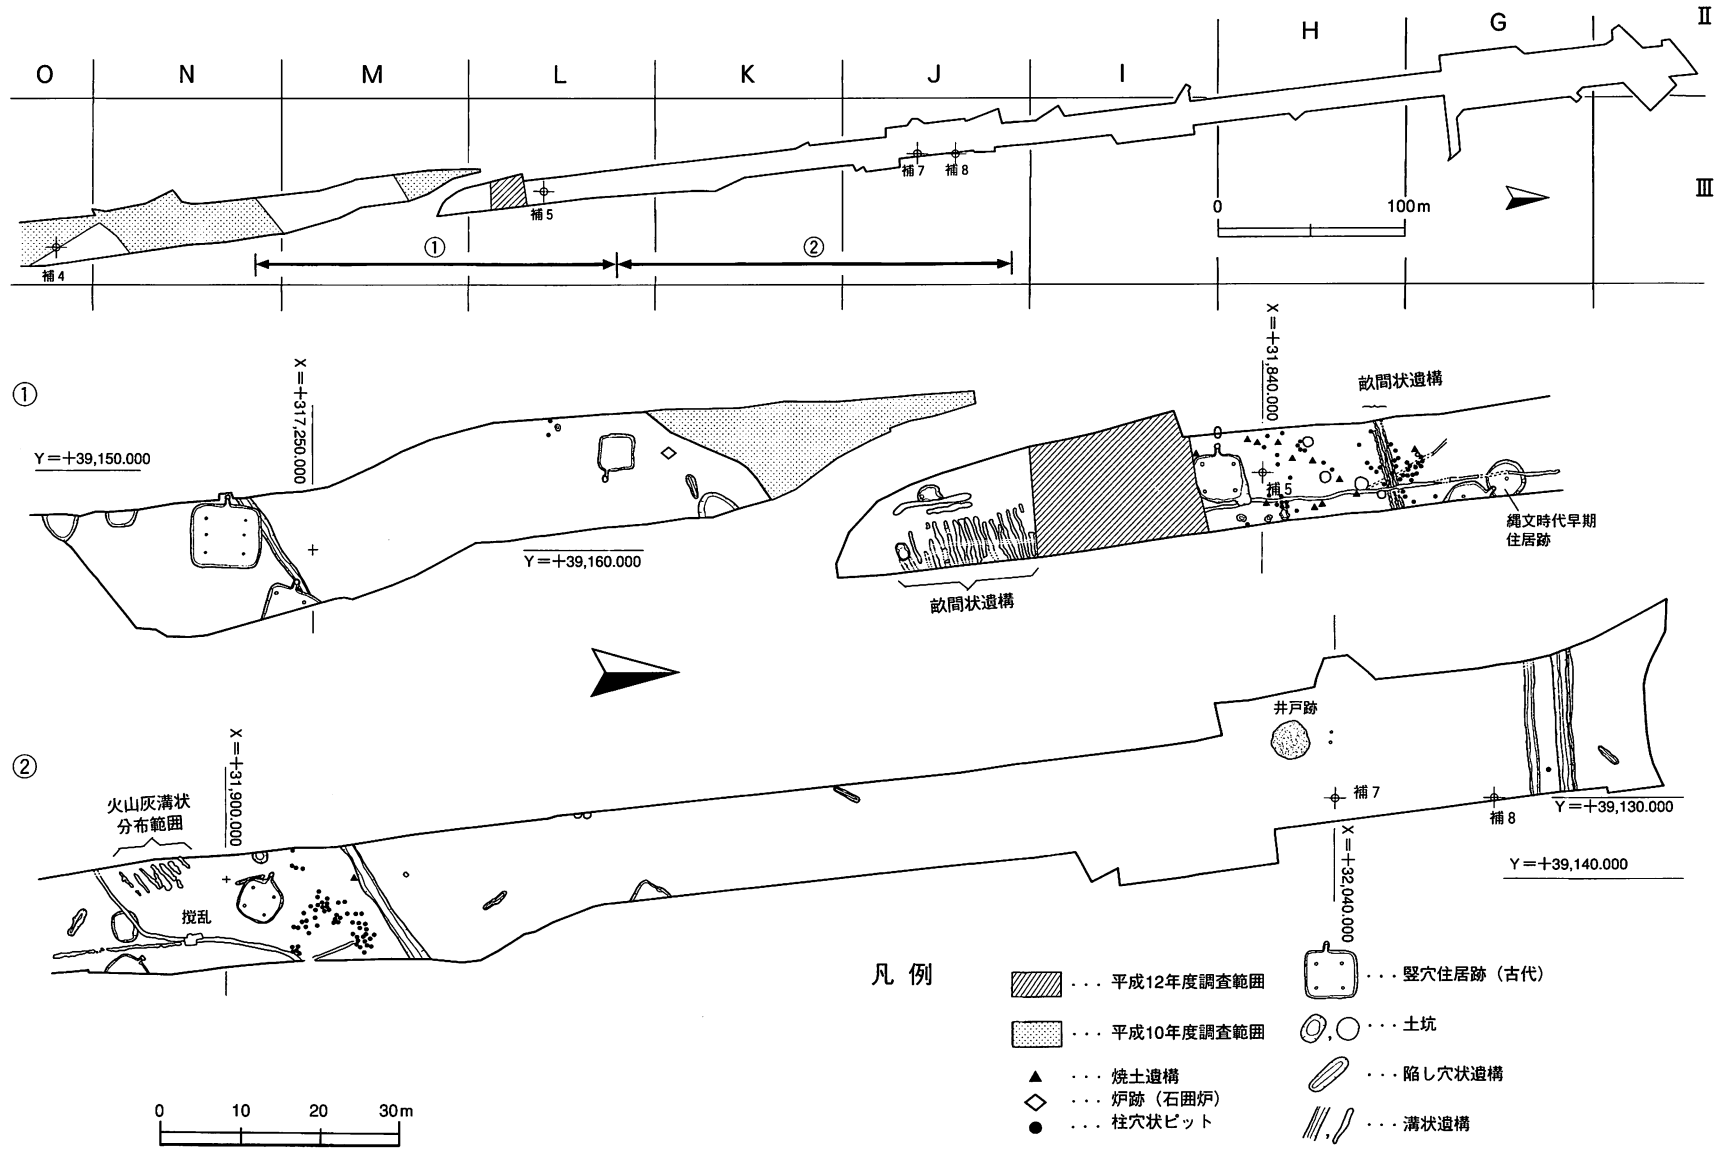 O N M L K J I H G
Ⅱ
Ⅲ
補4
補5
補7
補8
0 100m
① ②
①
X=+317,250.000
Y=+39,150.000
Y=+39,160.000
X=+31,840.000
畝間状遺構
補5
縄文時代早期
住居跡
畝間状遺構
②
X=+31,900.000
火山灰溝状
分布範囲
撹乱
井戸跡
補7
補8
Y=+39,130.000
Y=+39,140.000
X=+32,040.000
凡例
・・・平成12年度調査範囲
・・・平成10年度調査範囲
▲ ・・・焼土遺構
◇ ・・・炉跡(石囲炉)
● ・・・柱穴状ピット
・・・竪穴住居跡(古代)
・・・土坑
・・・陥し穴状遺構
・・・溝状遺構
0 10 20 30m